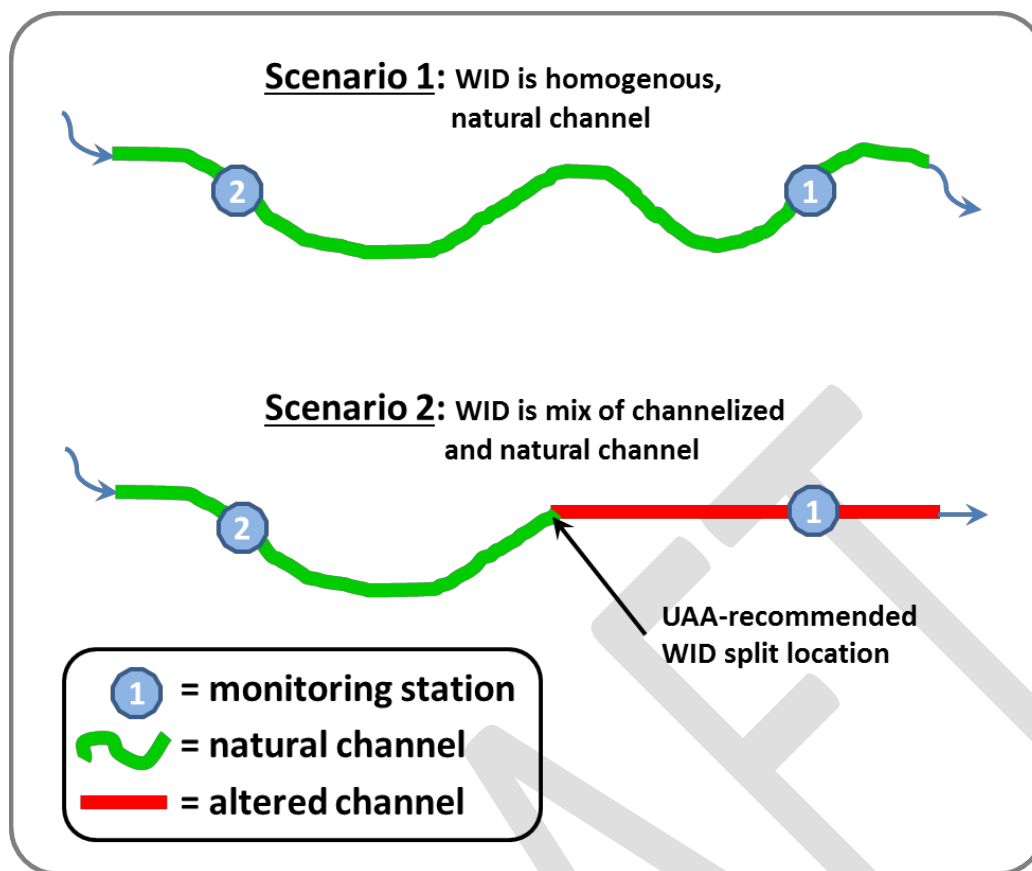 Scenario 1: WID is homogenous,
natural channel
2
1
Scenario 2: WID is mix of channelized
and natural channel
2
1
UAA-recommended
WID split location
1 = monitoring station
= natural channel
= altered channel